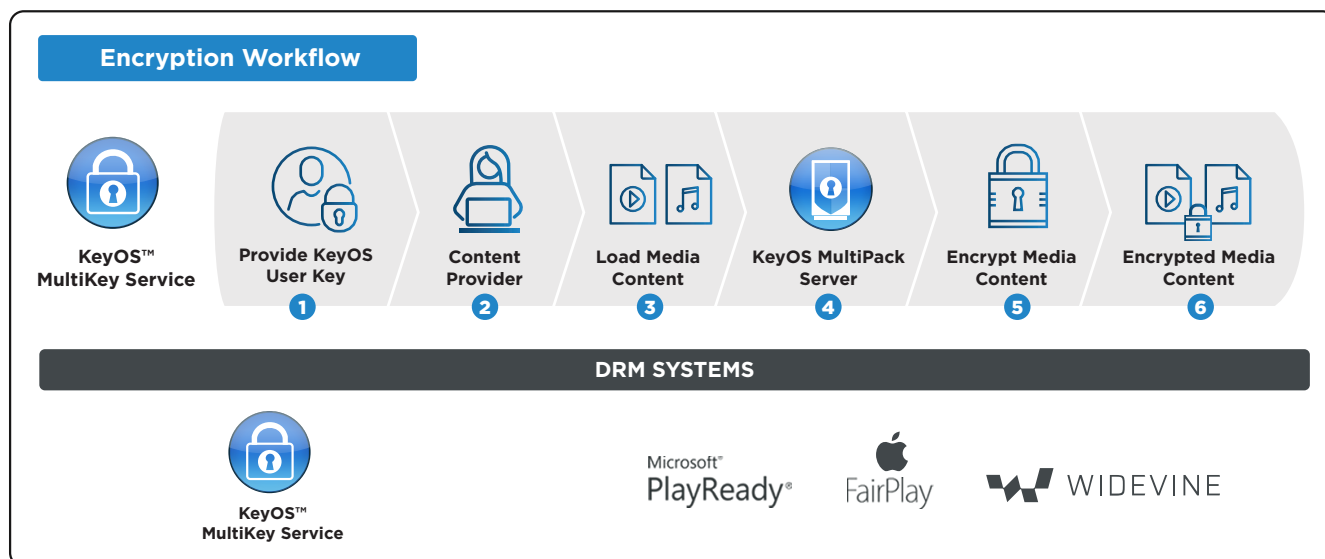 Encryption Workflow
KeyOS™
MultiKey Service
Provide KeyOS
User Key
1
Content
Provider
2
Load Media
Content
3
KeyOS MultiPack
Server
4
Encrypt Media
Content
5
Encrypted Media
Content
6
DRM SYSTEMS
KeyOS™
MultiKey Service
Microsoft®
PlayReady®
FairPlay
WIDEVINE